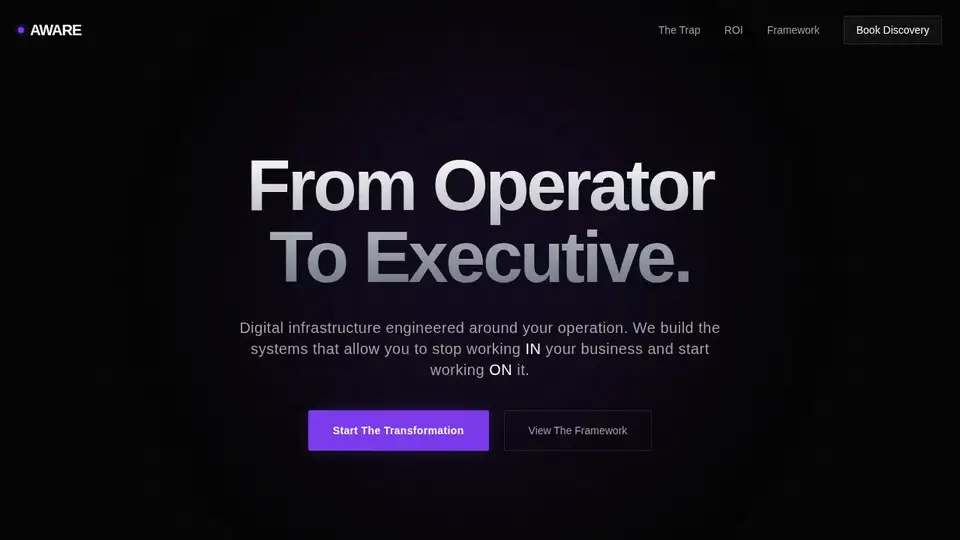 AWARE
The Trap
ROI
Framework
Book Discovery
From Operator
To Executive.
Digital infrastructure engineered around your operation. We build the
systems that allow you to stop working IN your business and start
working ON it.
Start The Transformation
View The Framework